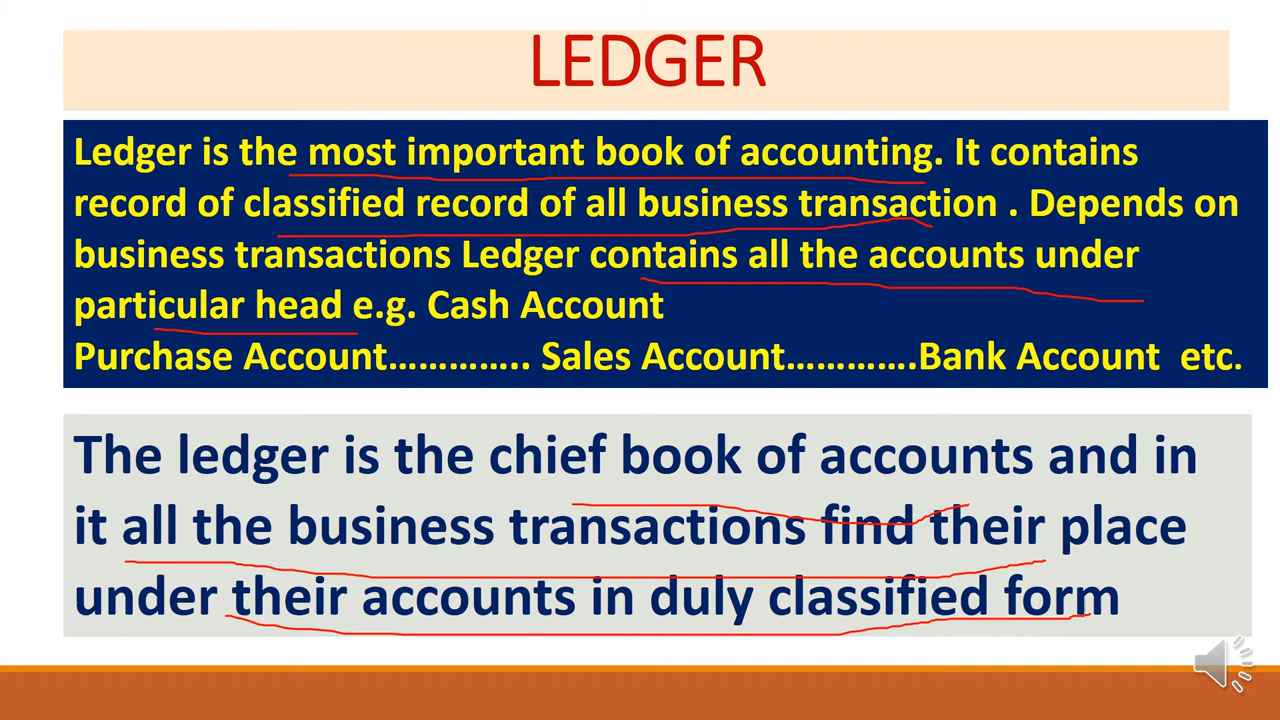 LEDGER
Ledger is the most important book of accounting. It contains
record of classified record of all business transaction . Depends on
business transactions Ledger contains all the accounts under
particular head e.g. Cash Account
Purchase Account………….. Sales Account………….Bank Account  etc.
The ledger is the chief book of accounts and in
it all the business transactions find their place
under their accounts in duly classified form